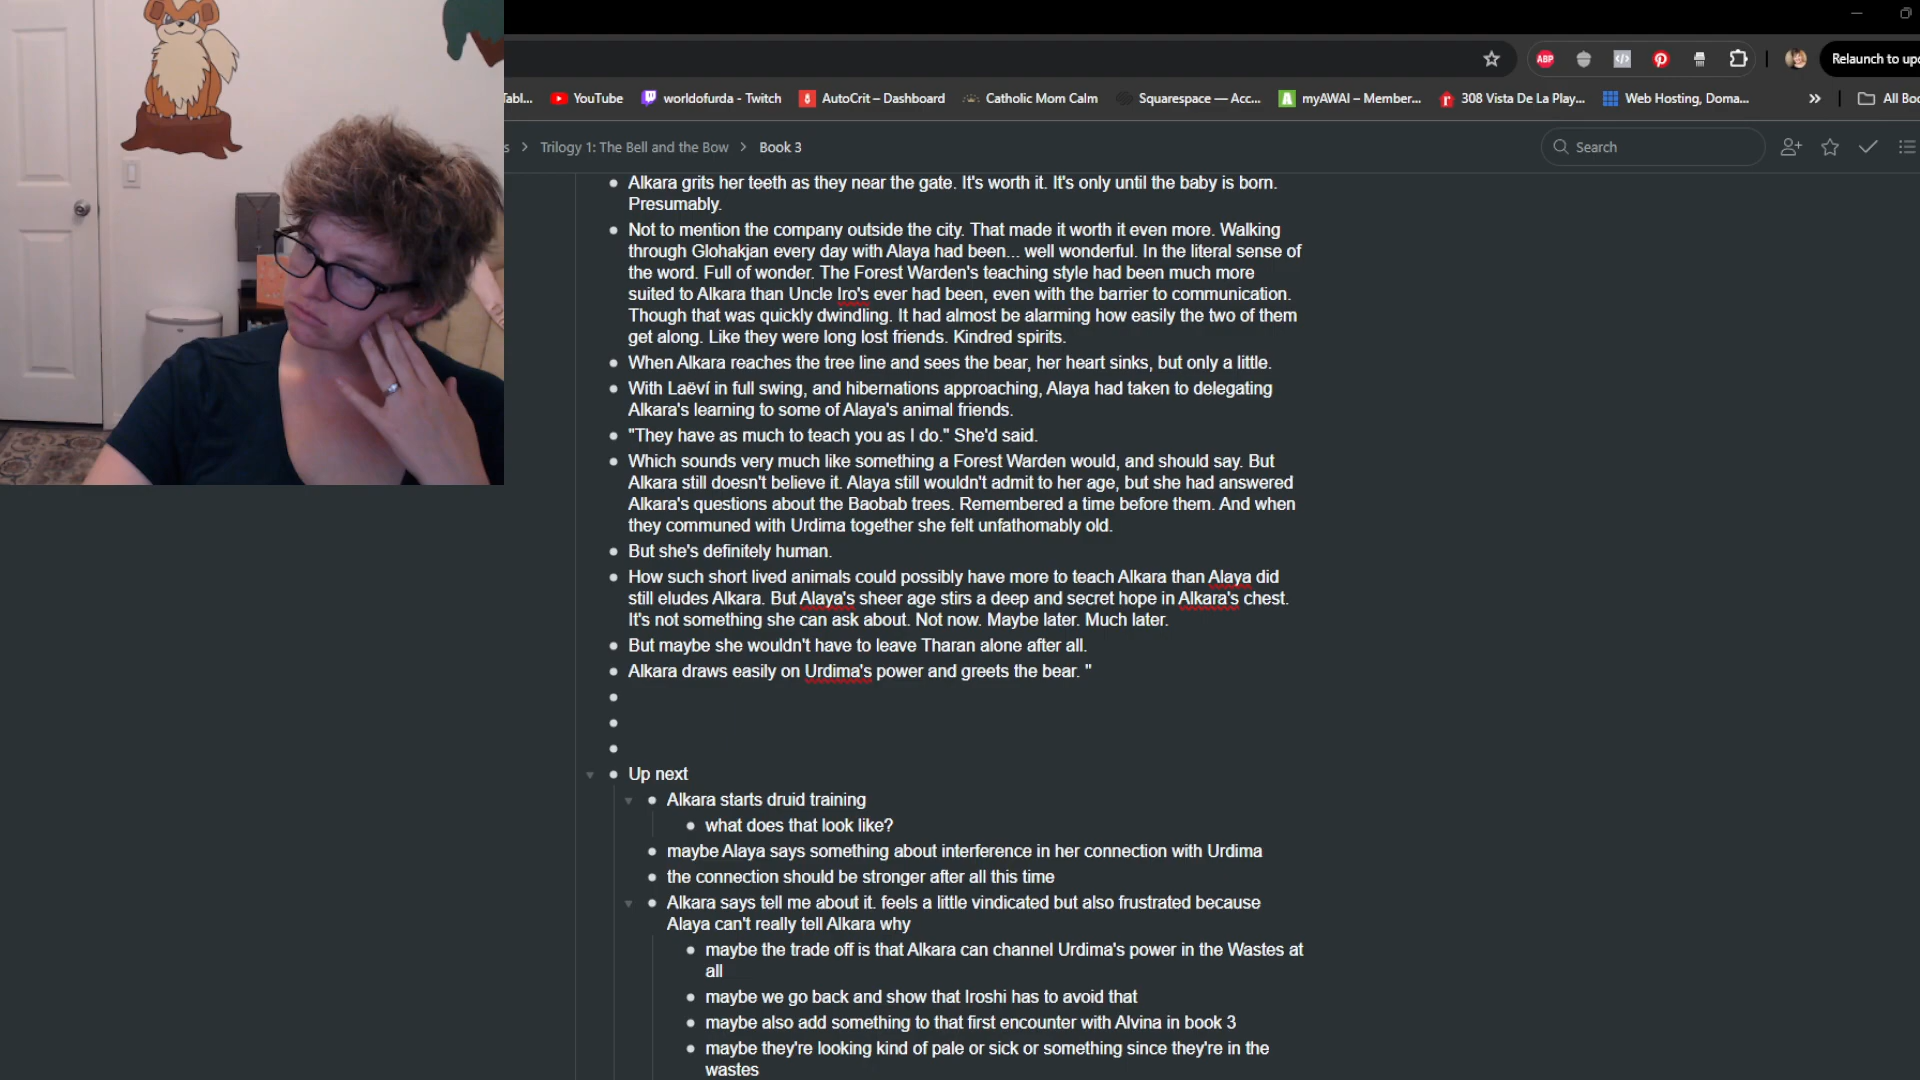 ABP
Relaunch to upd
Tabl...
YouTube
worldofurda - Twitch
AutoCrit – Dashboard
Catholic Mom Calm
Squarespace — Acc...
myAWAI – Member...
308 Vista De La Play...
Web Hosting, Doma...
All Boo
s > Trilogy 1: The Bell and the Bow > Book 3
Search
Alkara grits her teeth as they near the gate. It's worth it. It's only until the baby is born.
Presumably.
Not to mention the company outside the city. That made it worth it even more. Walking
through Glohakjan every day with Alaya had been... well wonderful. In the literal sense of
the word. Full of wonder. The Forest Warden's teaching style had been much more
suited to Alkara than Uncle Iro's ever had been, even with the barrier to communication.
Though that was quickly dwindling. It had almost be alarming how easily the two of them
get along. Like they were long lost friends. Kindred spirits.
When Alkara reaches the tree line and sees the bear, her heart sinks, but only a little.
With Laëví in full swing, and hibernations approaching, Alaya had taken to delegating
Alkara's learning to some of Alaya's animal friends.
"They have as much to teach you as I do." She'd said.
Which sounds very much like something a Forest Warden would, and should say. But
Alkara still doesn't believe it. Alaya still wouldn't admit to her age, but she had answered
Alkara's questions about the Baobab trees. Remembered a time before them. And when
they communed with Urdima together she felt unfathomably old.
But she's definitely human.
How such short lived animals could possibly have more to teach Alkara than Alaya did
still eludes Alkara. But Alaya's sheer age stirs a deep and secret hope in Alkara's chest.
It's not something she can ask about. Not now. Maybe later. Much later.
But maybe she wouldn't have to leave Tharan alone after all.
Alkara draws easily on Urdima's power and greets the bear. "
Up next
Alkara starts druid training
what does that look like?
maybe Alaya says something about interference in her connection with Urdima
the connection should be stronger after all this time
Alkara says tell me about it. feels a little vindicated but also frustrated because
Alaya can't really tell Alkara why
maybe the trade off is that Alkara can channel Urdima's power in the Wastes at
all
maybe we go back and show that Iroshi has to avoid that
maybe also add something to that first encounter with Alvina in book 3
maybe they're looking kind of pale or sick or something since they're in the
wastes